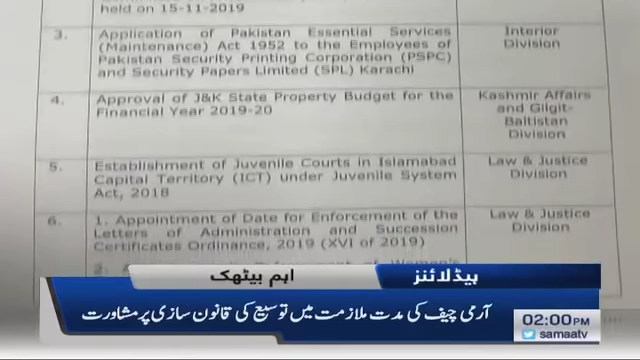 held on 15-11-2019
3. Application of Pakistan Essential Services
(Maintenance) Act 1952 to the Employees of
Pakistan Security Printing Corporation (PSPC)
and Security Papers Limited (SPL) Karachi
Interior
Division
4. Approval of J&K State Property Budget for the
Financial Year 2019-20
Kashmir Affairs
and Gilgit-
Baltistan
Division
5. Establishment of Juvenile Courts in Islamabad
Capital Territory (ICT) under Juvenile System
Act, 2018
Law & Justice
Division
6. 1. Appointment of Date for Enforcement of the
Letters of Administration and Succession
Certificates Ordinance, 2019 (XVI of 2019)
Law & Justice
Division
2.
ہیڈلائنز
اہم بیٹھک
آرمی چیف کی مدت ملازمت میں توسیع کی قانون سازی پر مشاورت
02:00PM
samaatv